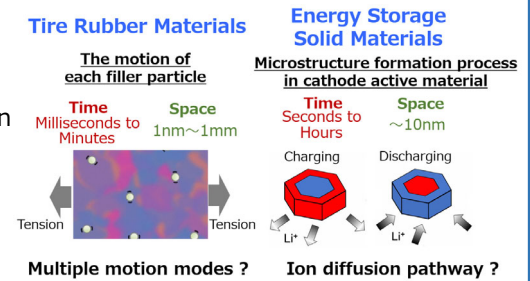 Tire Rubber Materials
The motion of
each filler particle
Time
Milliseconds to
Minutes
Space
1nm～1mm
Tension
Tension
Multiple motion modes ?
Energy Storage
Solid Materials
Microstructure formation process
in cathode active material
Time
Seconds to
Hours
Space
～10nm
Charging
Discharging
Li⁺
Li⁺
Ion diffusion pathway ?
n